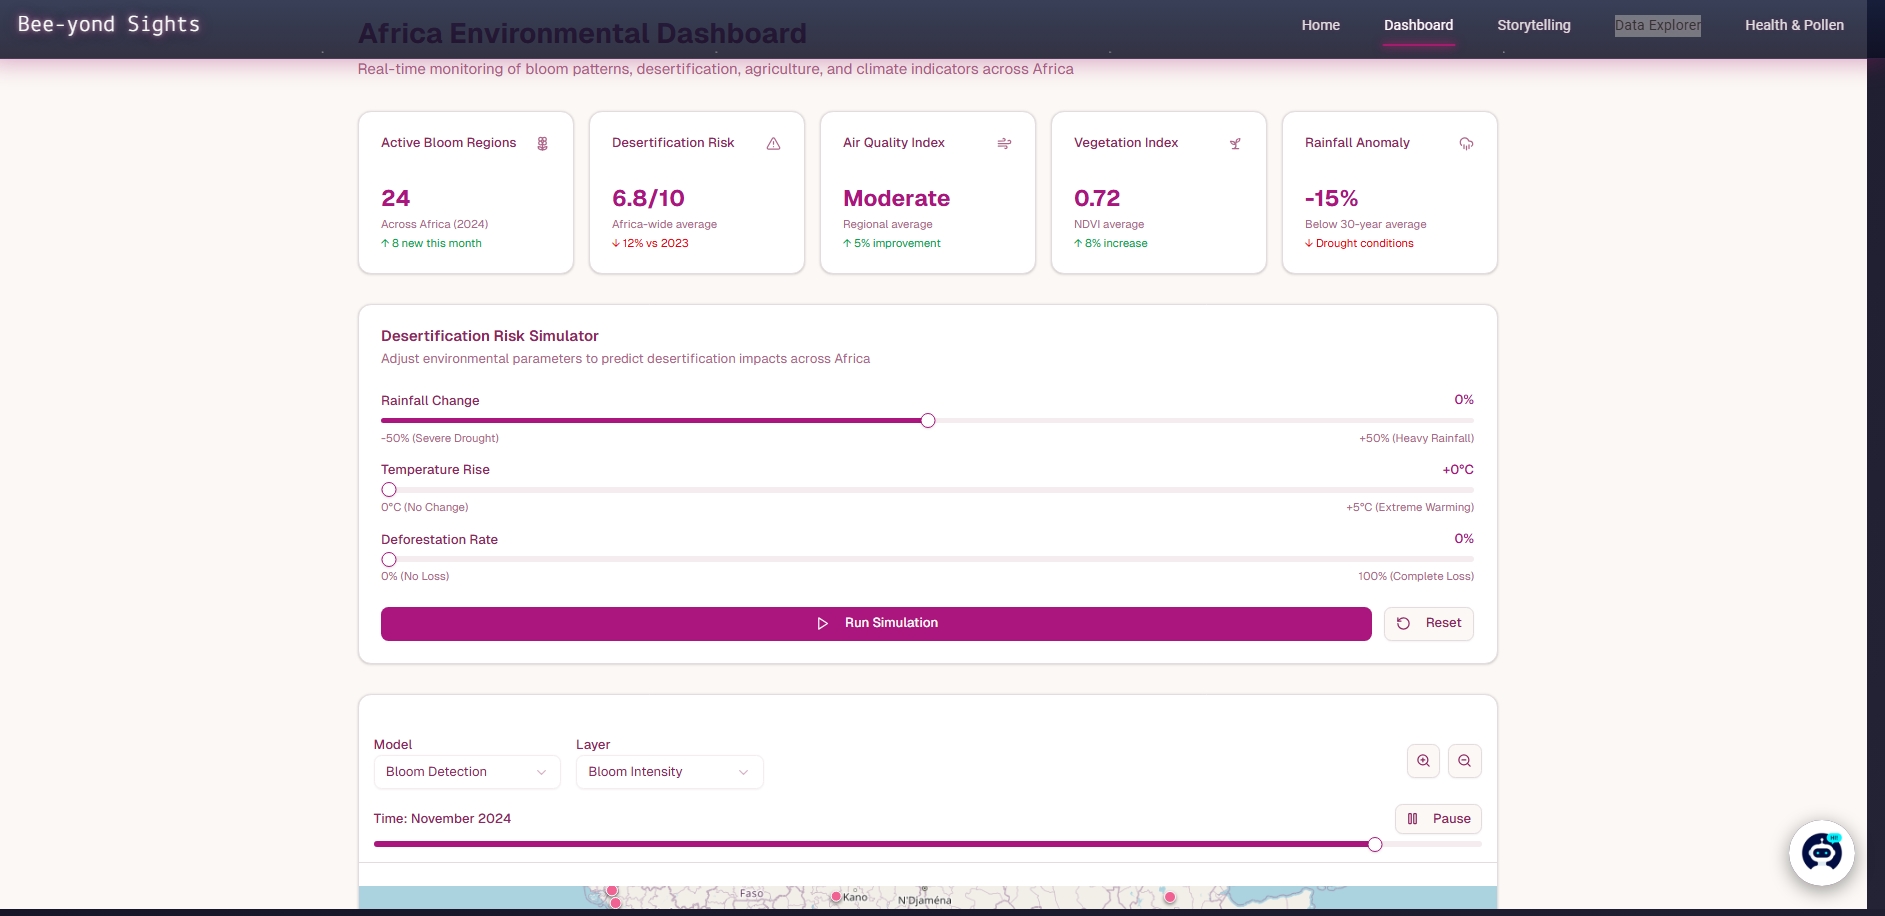 Bee-yond Sights
Home
Dashboard
Storytelling
Data Explorer
Health & Pollen
Africa Environmental Dashboard
Real-time monitoring of bloom patterns, desertification, agriculture, and climate indicators across Africa
Active Bloom Regions
24
Across Africa (2024)
↑ 8 new this month
Desertification Risk
6.8/10
Africa-wide average
↓ 12% vs 2023
Air Quality Index
Moderate
Regional average
↑ 5% improvement
Vegetation Index
0.72
NDVI average
↑ 8% increase
Rainfall Anomaly
-15%
Below 30-year average
↓ Drought conditions
Desertification Risk Simulator
Adjust environmental parameters to predict desertification impacts across Africa
Rainfall Change
0%
-50% (Severe Drought)
+50% (Heavy Rainfall)
Temperature Rise
+0°C
0°C (No Change)
+5°C (Extreme Warming)
Deforestation Rate
0%
0% (No Loss)
100% (Complete Loss)
Run Simulation
Reset
Model
Layer
Bloom Detection
Bloom Intensity
Time: November 2024
Pause
Faso
Kano
N'Djaména